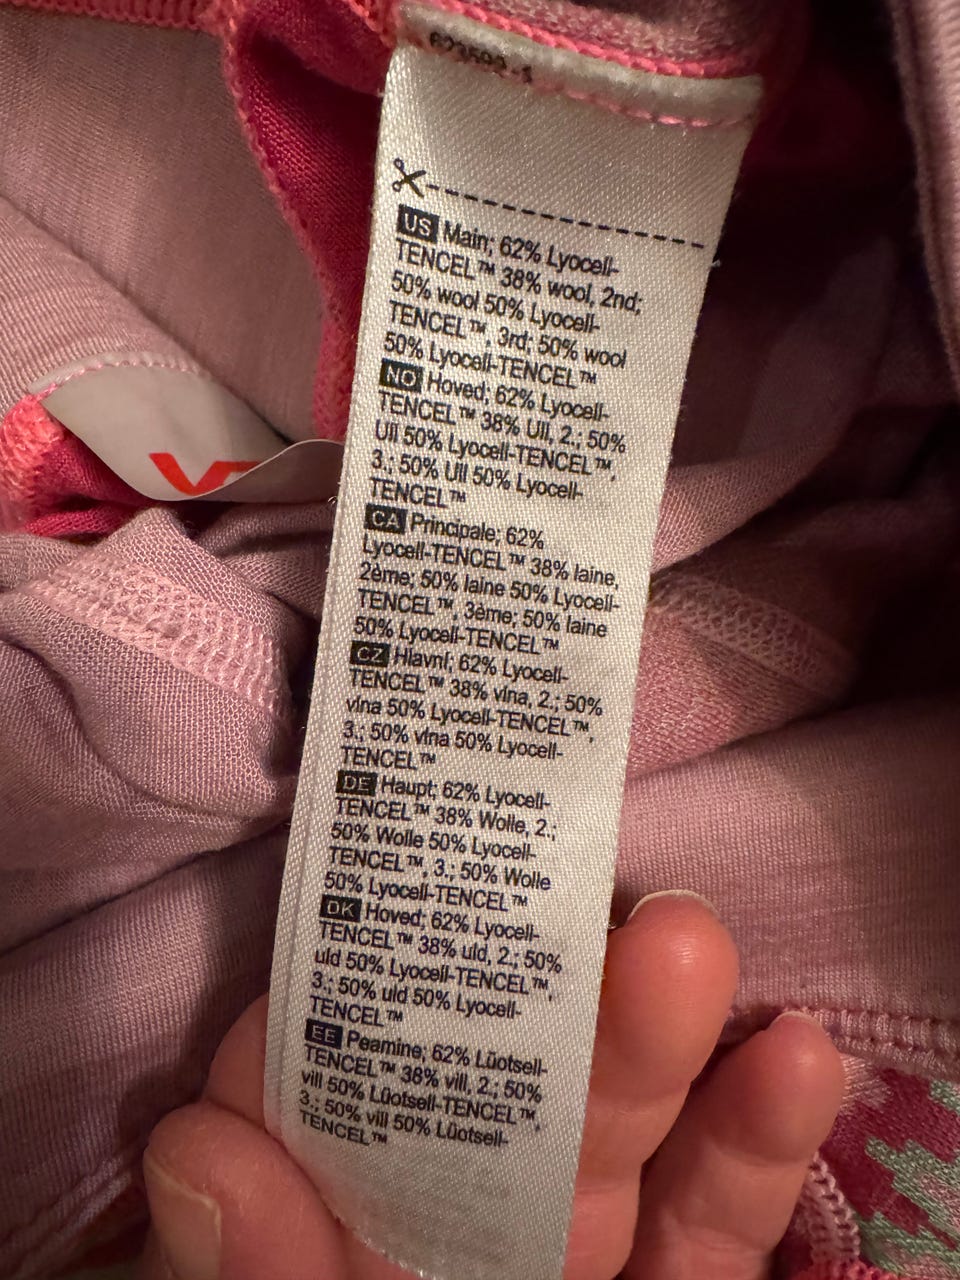 US Main; 62% Lyocell-
TENCEL™ 38% wool, 2nd;
50% wool 50% Lyocell-
TENCEL™, 3rd; 50% wool
50% Lyocell-TENCEL™
NO Hoved; 62% Lyocell-
TENCEL™ 38% Ull, 2.; 50%
Ull 50% Lyocell-TENCEL™,
3.; 50% Ull 50% Lyocell-
TENCEL™
CA Principale; 62%
Lyocell-TENCEL™ 38% laine,
2ème; 50% laine 50% Lyocell-
TENCEL™, 3ème; 50% laine
50% Lyocell-TENCEL™
CZ Hlavní; 62% Lyocell-
TENCEL™ 38% vlna, 2.; 50%
vlna 50% Lyocell-TENCEL™,
3.; 50% vlna 50% Lyocell-
TENCEL™
DE Haupt; 62% Lyocell-
TENCEL™ 38% Wolle, 2.;
50% Wolle 50% Lyocell-
TENCEL™, 3.; 50% Wolle
50% Lyocell-TENCEL™
DK Hoved; 62% Lyocell-
TENCEL™ 38% uld, 2.; 50%
uld 50% Lyocell-TENCEL™,
3.; 50% uld 50% Lyocell-
TENCEL™
EE Peamine; 62% Lüotsell-
TENCEL™ 38% vill, 2.; 50%
vill 50% Lüotsell-TENCEL™,
3.; 50% vill 50% Lüotsell-
TENCEL™